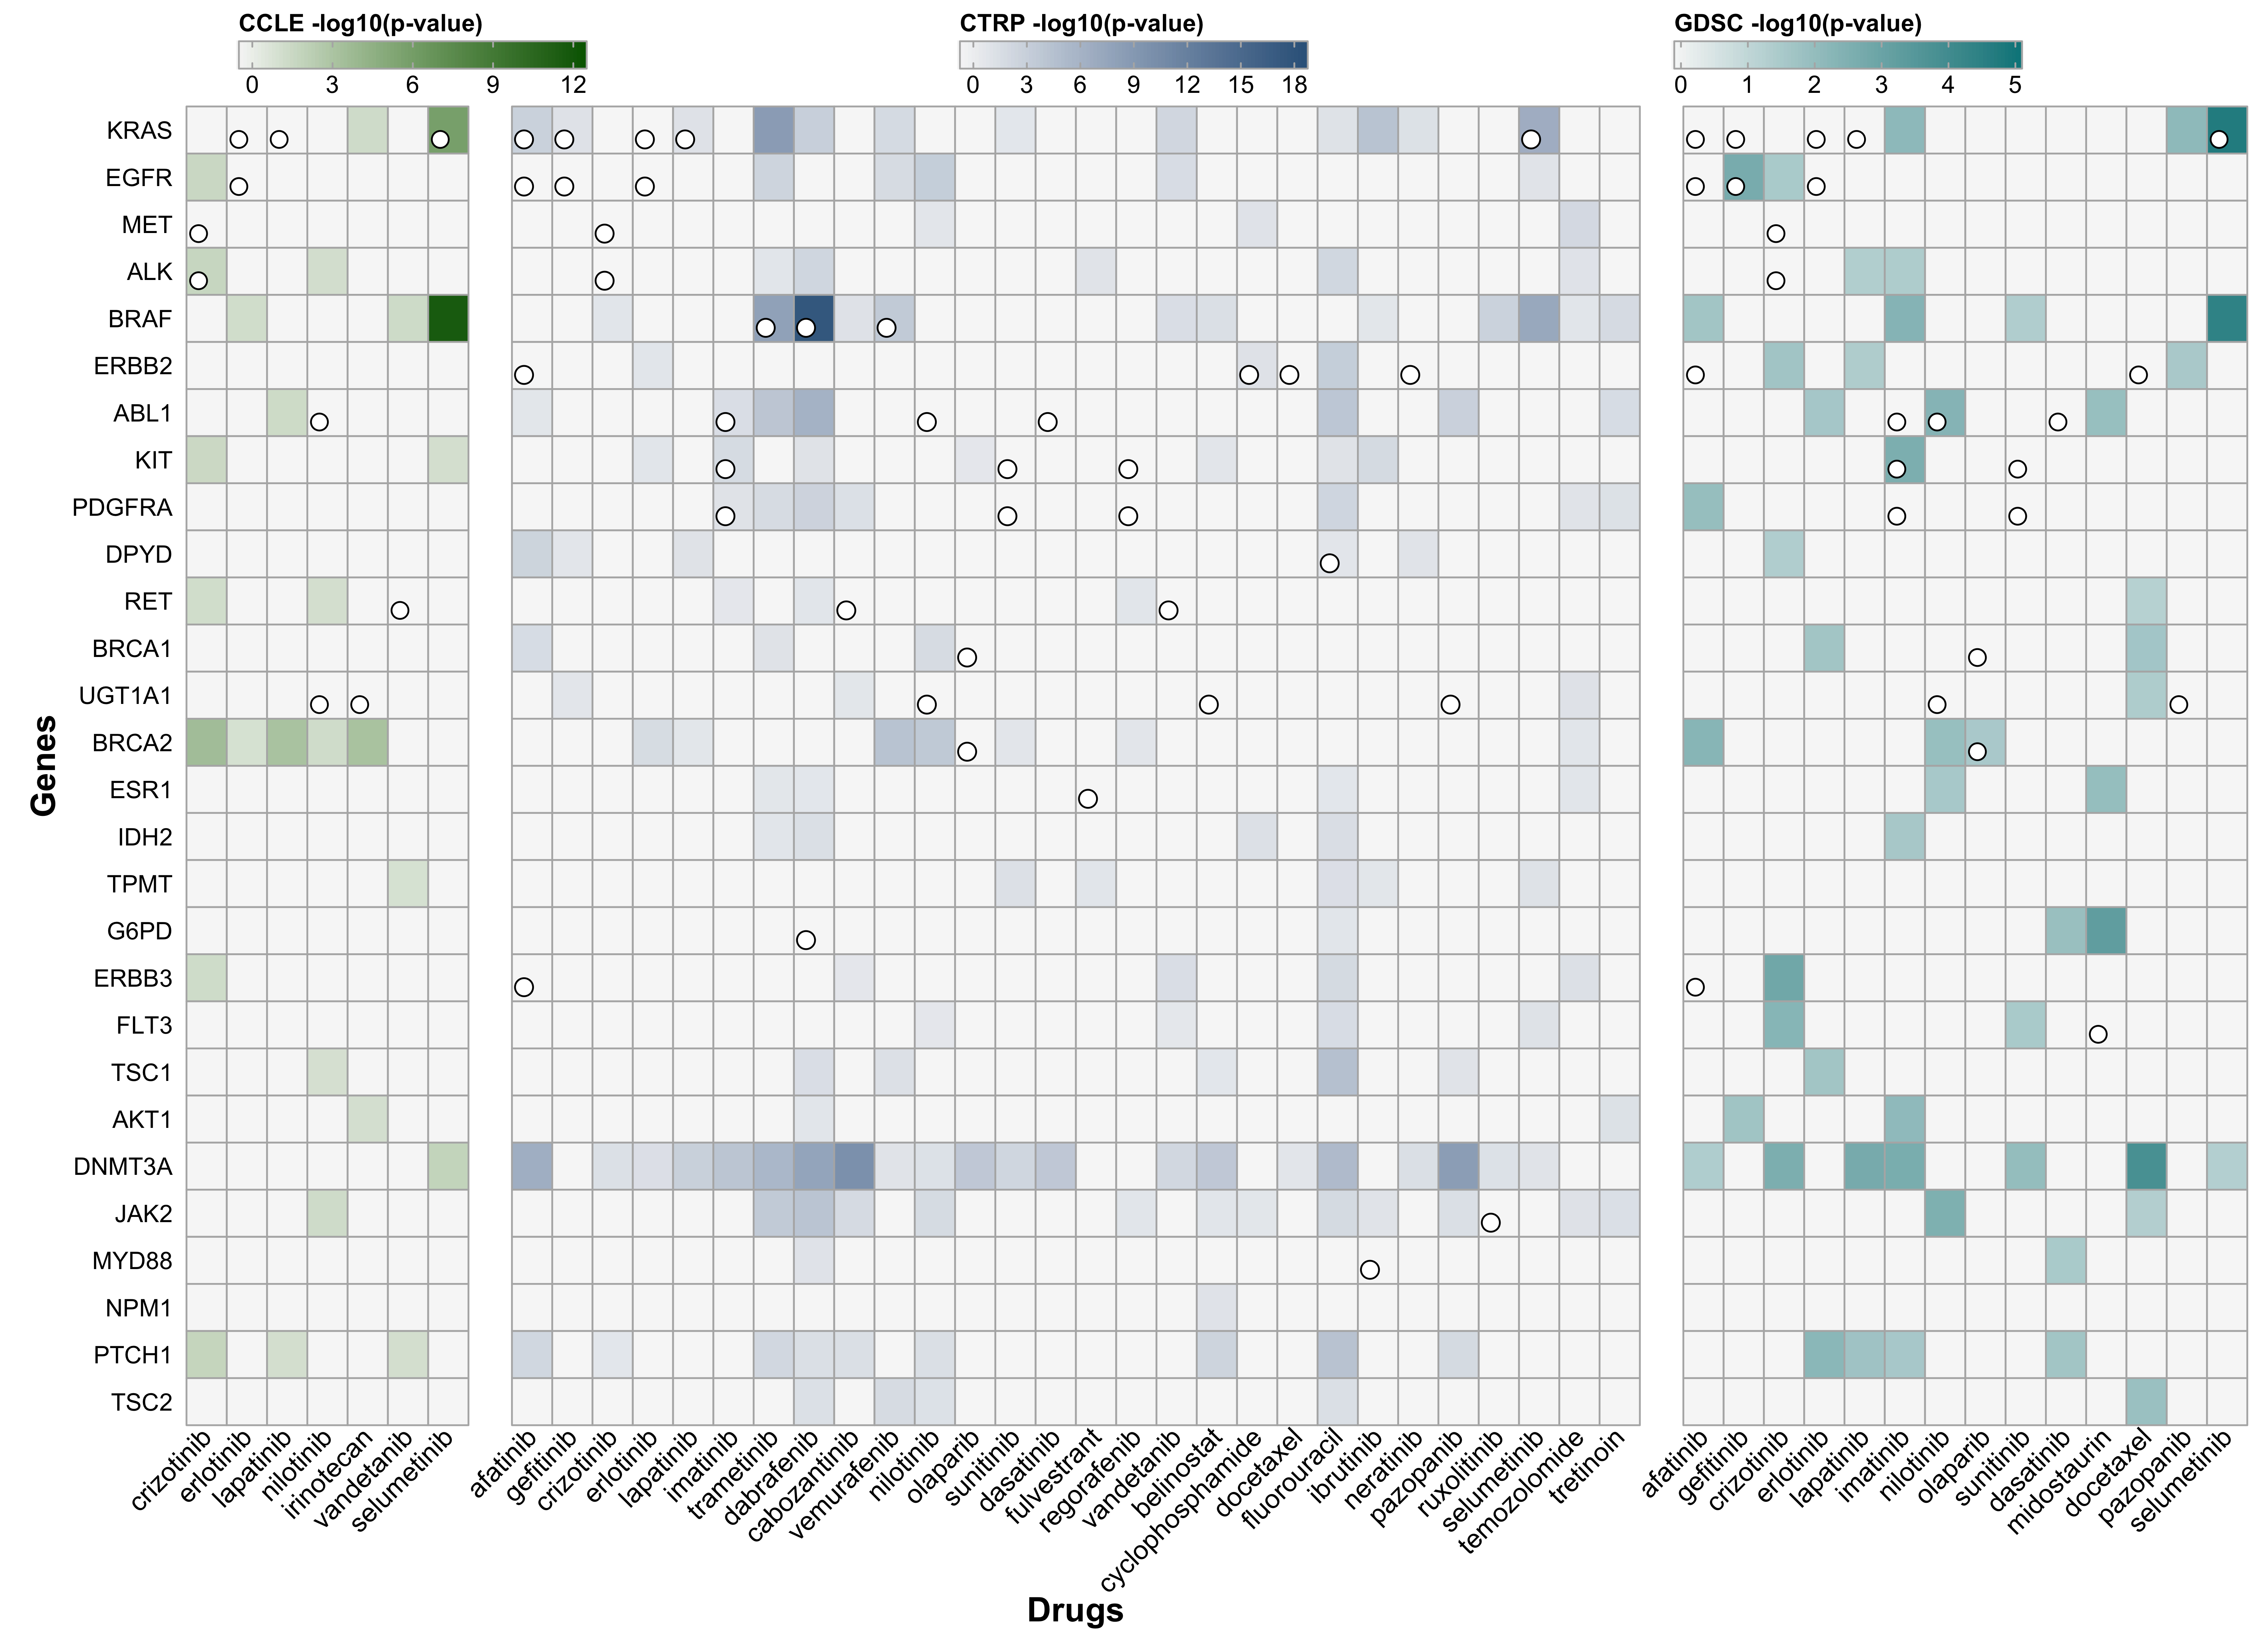 CCLE -log10(p-value) CTRP -log10(p-value) GDSC -log10(p-value)
0 3 6 9 12 0 3 6 9 12 15 18 0 1 2 3 4 5
KRAS
EGFR
MET
ALK
BRAF
ERBB2
ABL1
KIT
PDGFRA
DPYD
RET
BRCA1
UGT1A1
BRCA2
ESR1
IDH2
TPMT
G6PD
ERBB3
FLT3
TSC1
AKT1
DNMT3A
JAK2
MYD88
NPM1
PTCH1
TSC2
Genes
crizotinib
erlotinib
lapatinib
nilotinib
irinotecan
vandetanib
selumetinib
afatinib
gefitinib
crizotinib
erlotinib
lapatinib
imatinib
trametinib
dabrafenib
cabozantinib
vemurafenib
nilotinib
olaparib
sunitinib
dasatinib
fulvestrant
regorafenib
vandetanib
belinostat
cyclophosphamide
docetaxel
fluorouracil
ibrutinib
neratinib
pazopanib
ruxolitinib
selumetinib
temozolomide
tretinoin
afatinib
gefitinib
crizotinib
erlotinib
lapatinib
imatinib
nilotinib
olaparib
sunitinib
dasatinib
midostaurin
docetaxel
pazopanib
selumetinib
Drugs